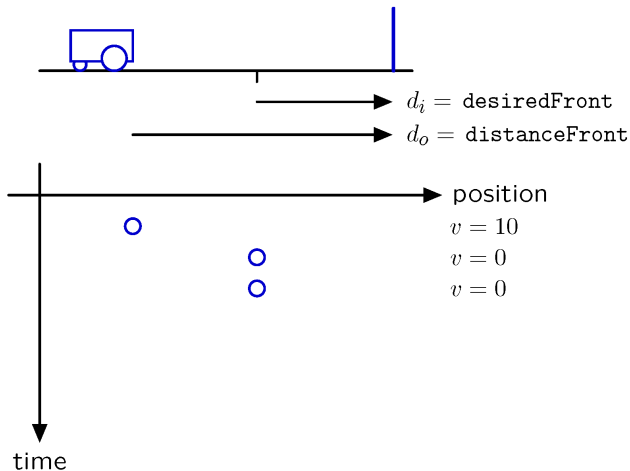 d_i = desiredFront
d_o = distanceFront
position
v = 10
v = 0
v = 0
time